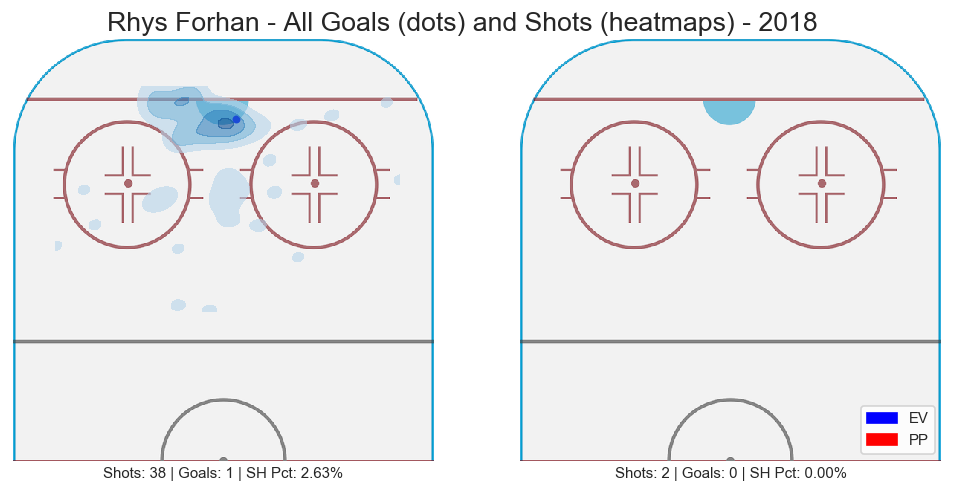 Rhys Forhan - All Goals (dots) and Shots (heatmaps) - 2018
EV
PP
Shots: 38 | Goals: 1 | SH Pct: 2.63%
Shots: 2 | Goals: 0 | SH Pct: 0.00%